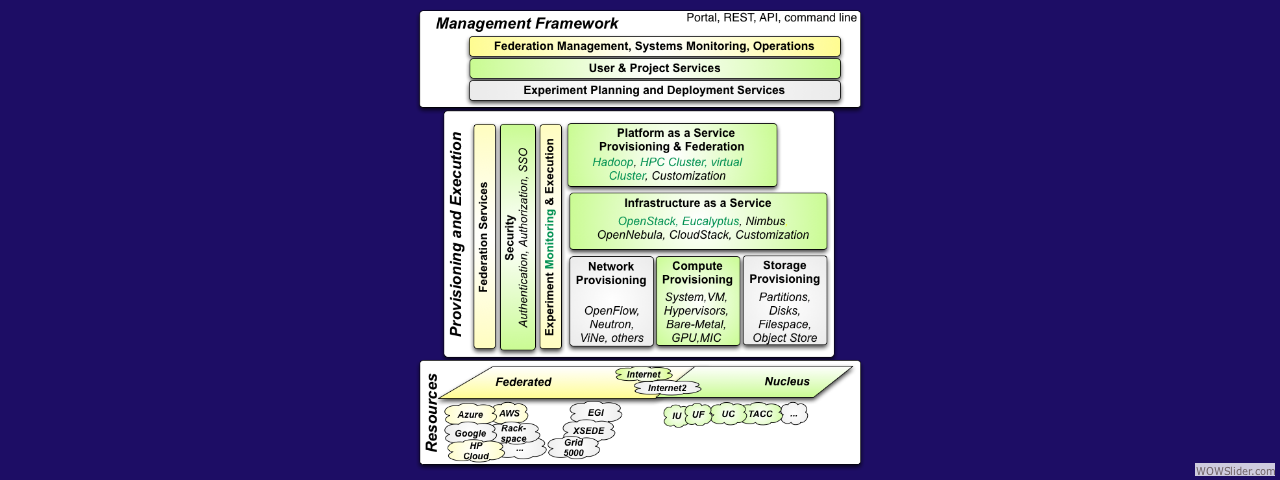 Management Framework
Portal, REST, API, command line
Federation Management, Systems Monitoring, Operations
User & Project Services
Experiment Planning and Deployment Services
Provisioning and Execution
Federation Services
Security
Authentication, Authorization, SSO
Experiment Monitoring & Execution
Platform as a Service
Provisioning & Federation
Hadoop, HPC Cluster, virtual
Cluster, Customization
Infrastructure as a Service
OpenStack, Eucalyptus, Nimbus
OpenNebula, CloudStack, Customization
Network
Provisioning
OpenFlow,
Neutron,
ViNe, others
Compute
Provisioning
System,VM,
Hypervisors,
Bare-Metal,
GPU,MIC
Storage
Provisioning
Partitions,
Disks,
Filespace,
Object Store
Resources
Federated
Internet
Internet2
Nucleus
Azure
AWS
Google
Rack-
space
HP
Cloud
...
EGI
XSEDE
Grid
5000
IU
UF
UC
TACC
...
WOWSlider.com